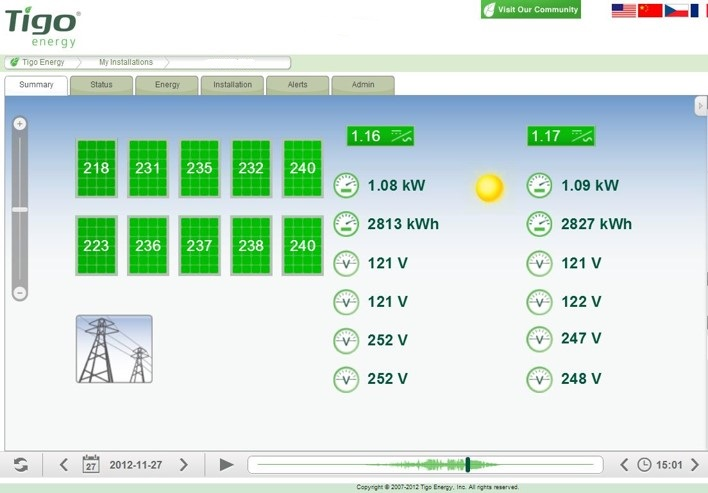 Tigo®
energy
Visit Our Community
Tigo Energy
My Installations
Summary
Status
Energy
Installation
Alerts
Admin
218 231 235 232 240
223 236 237 238 240
1.16
1.08 kW
2813 kWh
V 121 V
V 121 V
V 252 V
V 252 V
1.17
1.09 kW
2827 kWh
V 121 V
V 122 V
V 247 V
V 248 V
27
2012-11-27
15:01
Copyright © 2007-2012 Tigo Energy, Inc. All rights reserved.